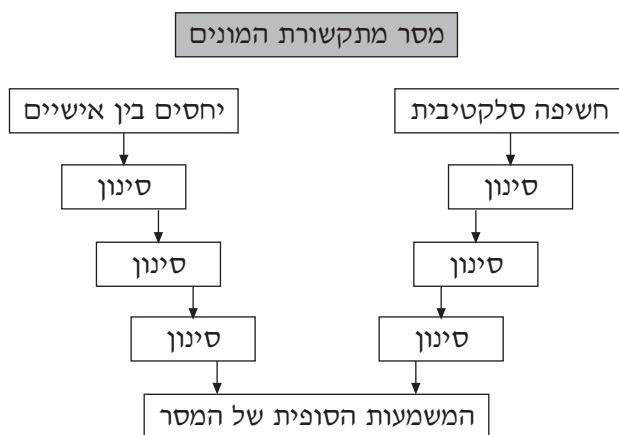 מסר מתקשורת המונים
חשיפה סלקטיבית
יחסים בין אישיים
סינון
סינון
סינון
סינון
סינון
סינון
המשמעות הסופית של המסר